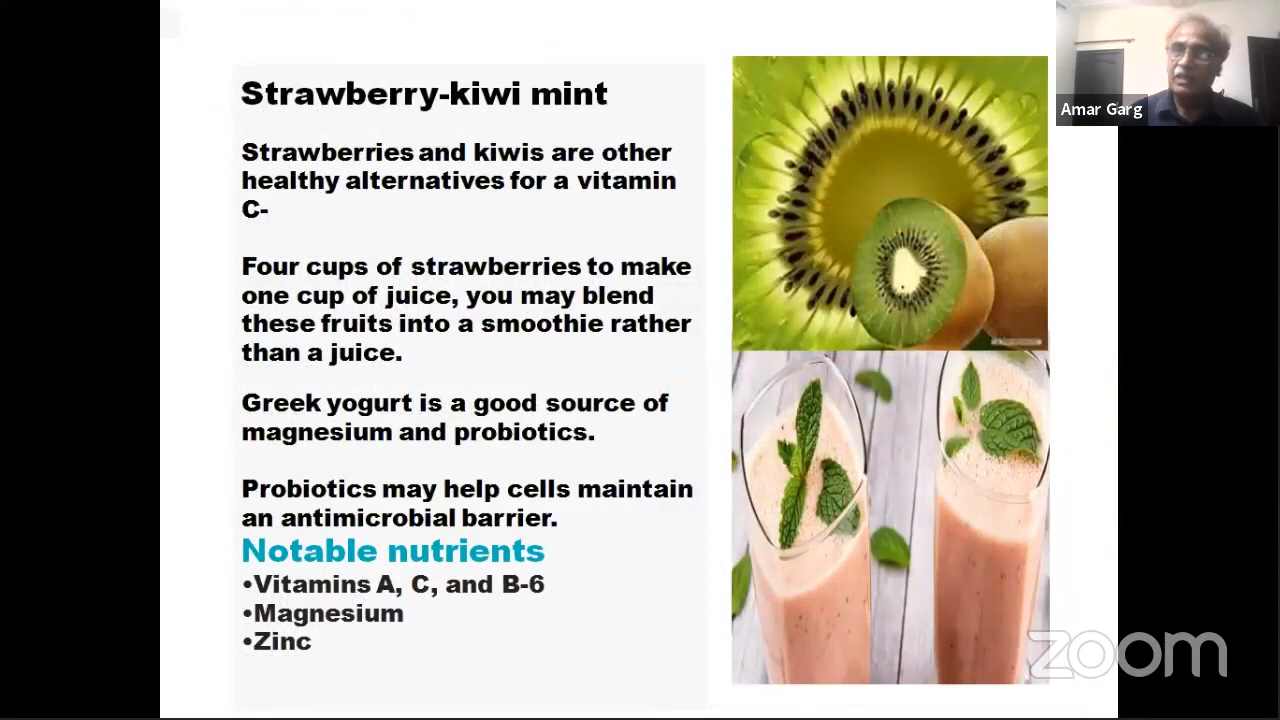 Strawberry-kiwi mint
Strawberries and kiwis are other
healthy alternatives for a vitamin
C-
Four cups of strawberries to make
one cup of juice, you may blend
these fruits into a smoothie rather
than a juice.
Greek yogurt is a good source of
magnesium and probiotics.
Probiotics may help cells maintain
an antimicrobial barrier.
Notable nutrients
•Vitamins A, C, and B-6
•Magnesium
•Zinc
Amar Garg
zoom